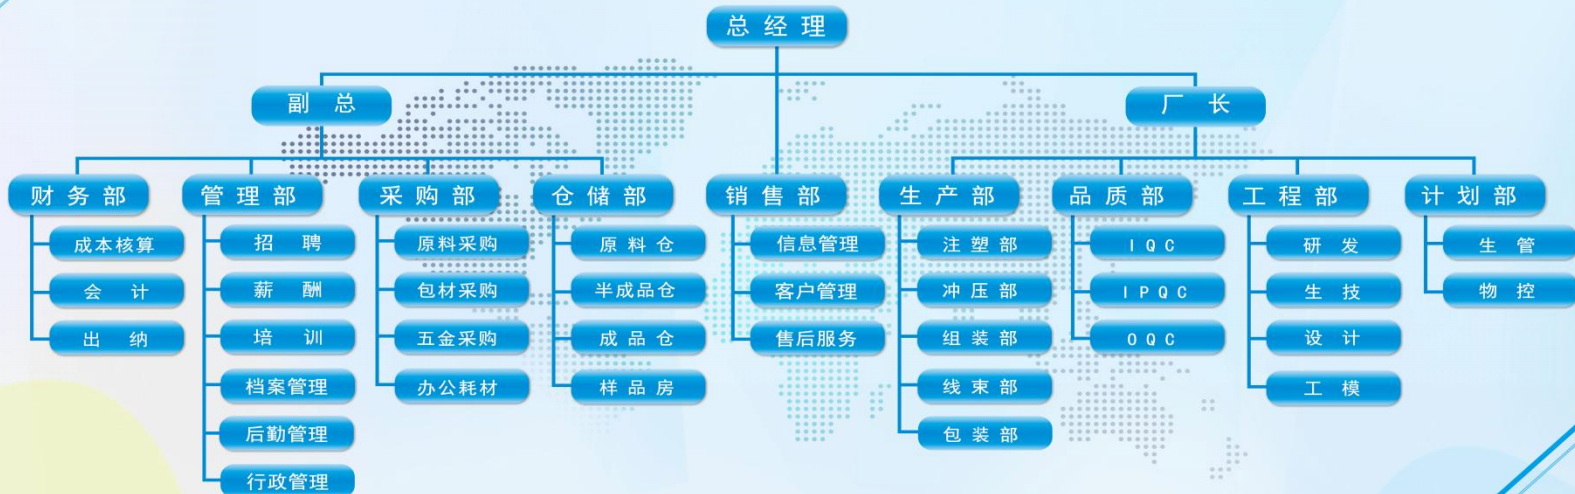 总经理
副总
厂长
财务部
管理部
采购部
仓储部
销售部
生产部
品质部
工程部
计划部
成本核算
会计
出纳
招聘
薪酬
培训
档案管理
后勤管理
行政管理
原料采购
包材采购
五金采购
办公耗材
原料仓
半成品仓
成品仓
样品房
信息管理
客户管理
售后服务
注塑部
冲压部
组装部
线束部
包装部
IQC
IPQC
OQC
研发
生技
设计
工模
生管
物控